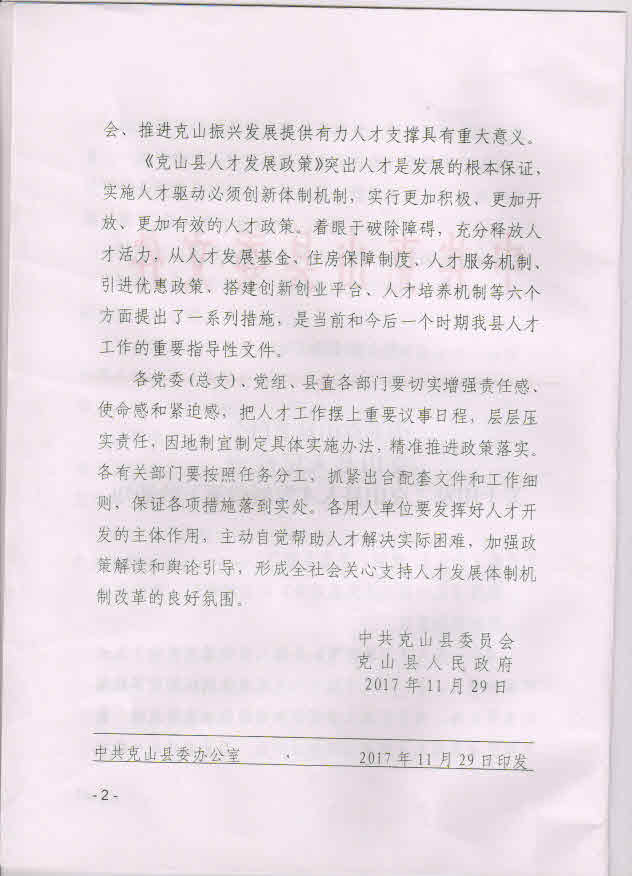 会、推进克山振兴发展提供有力人才支撑具有重大意义。
《克山县人才发展政策》突出人才是发展的根本保证,
实施人才驱动必须创新体制机制，实行更加积极、更加开
放、更加有效的人才政策。着眼于破除障碍，充分释放人
才活力，从人才发展基金、住房保障制度、人才服务机制、
引进优惠政策、搭建创新创业平台、人才培养机制等六个
方面提出了一系列措施，是当前和今后一个时期我县人才
工作的重要指导性文件。
各党委(总支)、党组、县直各部门要切实增强责任感、
使命感和紧迫感，把人才工作摆上重要议事日程，层层压
实责任，因地制宜制定具体实施办法，精准推进政策落实。
各有关部门要按照任务分工、抓紧出台配套文件和工作细
则，保证各项措施落到实处。各用人单位要发挥好人才开
发的主体作用，主动自觉帮助人才解决实际困难，加强政
策解读和舆论引导，形成全社会关心支持人才发展体制机
制改革的良好氛围。
中共克山县委员会
克山县人民政府
2017年11月29日
中共克山县委办公室 2017年11月29日印发
-2-